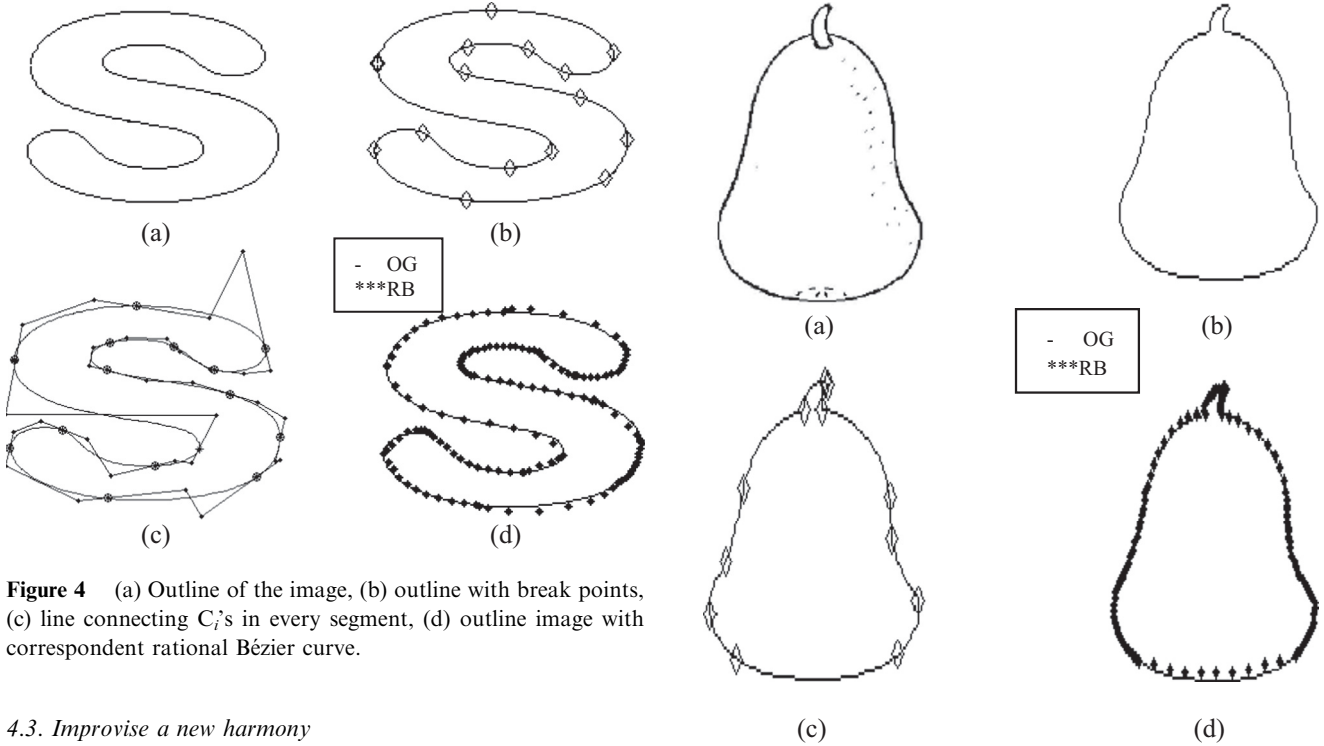 (a)
(b)
- OG
***RB
(c)
(d)
Figure 4 (a) Outline of the image, (b) outline with break points,
(c) line connecting Cᵢ's in every segment, (d) outline image with
correspondent rational Bézier curve.
4.3. Improvise a new harmony
(a)
(b)
- OG
***RB
(c)
(d)